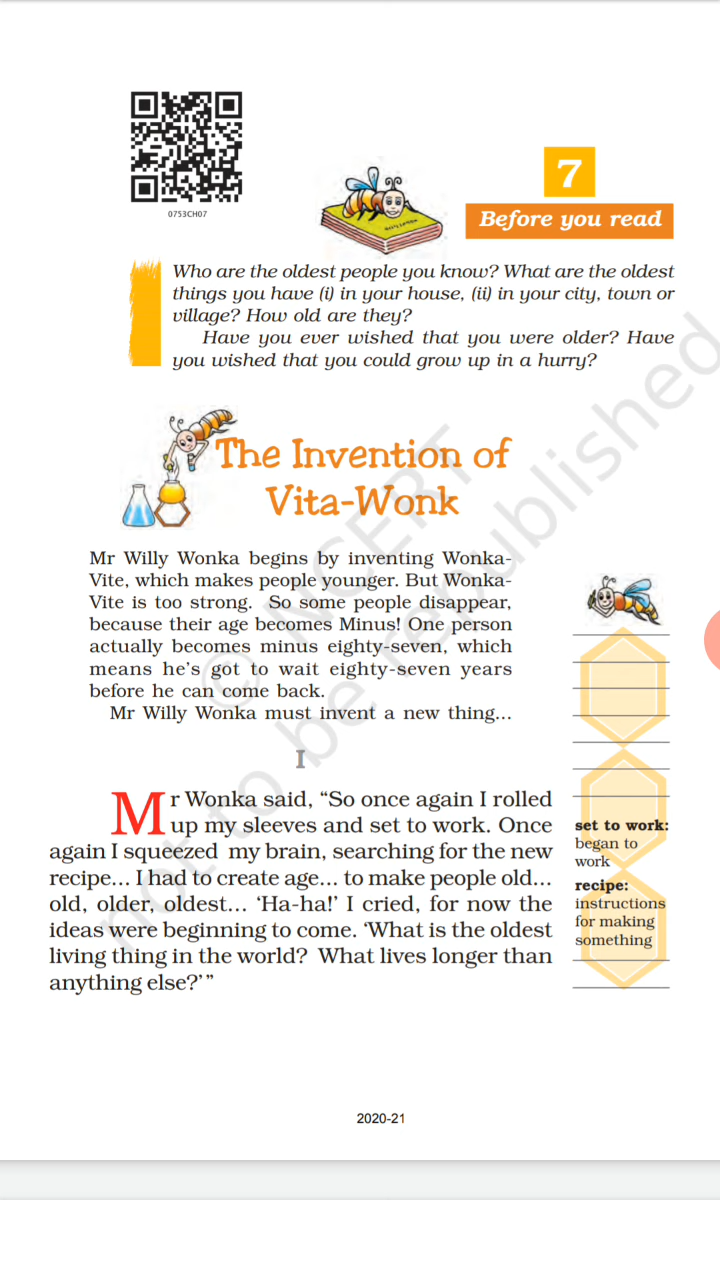 0753CH07
7
Before you read
Who are the oldest people you know? What are the oldest
things you have (i) in your house, (ii) in your city, town or
village? How old are they?
Have you ever wished that you were older? Have
you wished that you could grow up in a hurry?
The Invention of
Vita-Wonk
Mr Willy Wonka begins by inventing Wonka-
Vite, which makes people younger. But Wonka-
Vite is too strong. So some people disappear,
because their age becomes Minus! One person
actually becomes minus eighty-seven, which
means he's got to wait eighty-seven years
before he can come back.
Mr Willy Wonka must invent a new thing...
I
Mr Wonka said, “So once again I rolled
up my sleeves and set to work. Once
again I squeezed my brain, searching for the new
recipe... I had to create age... to make people old...
old, older, oldest... ‘Ha-ha!’ I cried, for now the
ideas were beginning to come. ‘What is the oldest
living thing in the world? What lives longer than
anything else?’”
set to work:
began to
work
recipe:
instructions
for making
something
© NCERT
not to be republished
2020-21